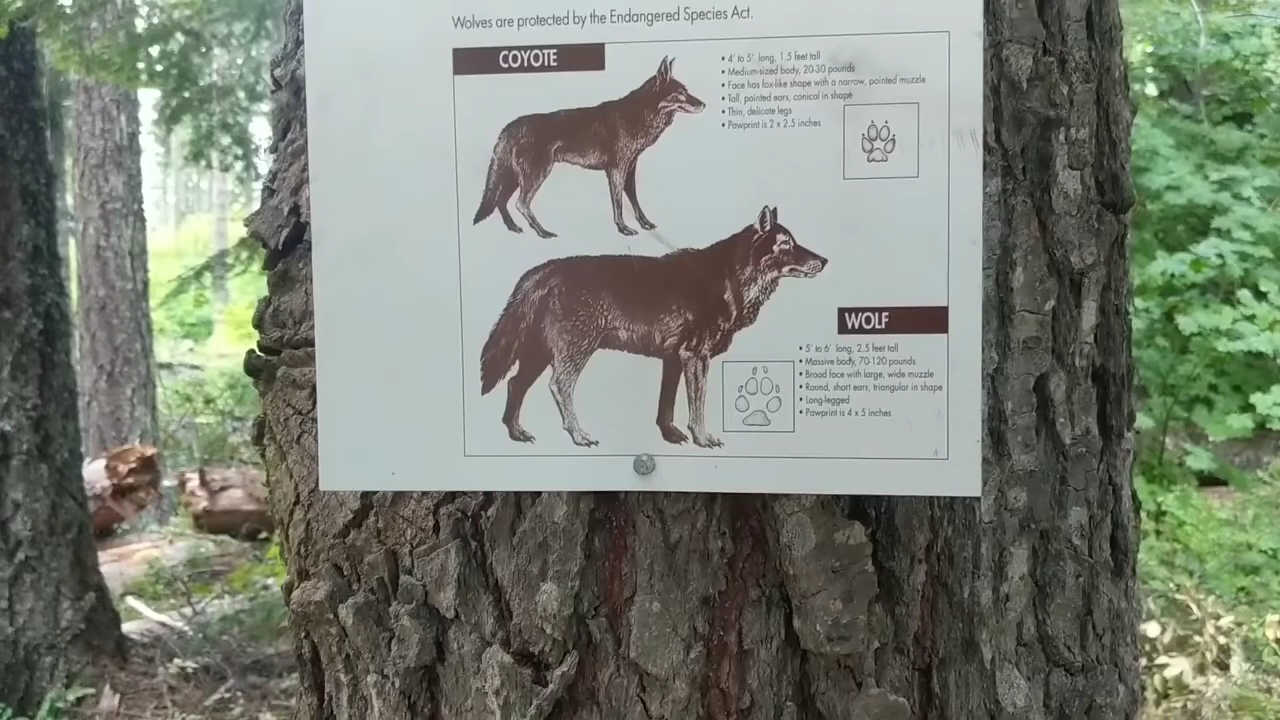 Wolves are protected by the Endangered Species Act.
COYOTE
• 4' to 5' long, 1.5 feet tall
• Medium-sized body, 20-30 pounds
• Face has fox-like shape with a narrow, pointed muzzle
• Tall, pointed ears, conical in shape
• Thin, delicate legs
• Pawprint is 2 x 2.5 inches
WOLF
• 5' to 6' long, 2.5 feet tall
• Massive body, 70-120 pounds
• Broad face with large, wide muzzle
• Round, short ears, triangular in shape
• Long-legged
• Pawprint is 4 x 5 inches